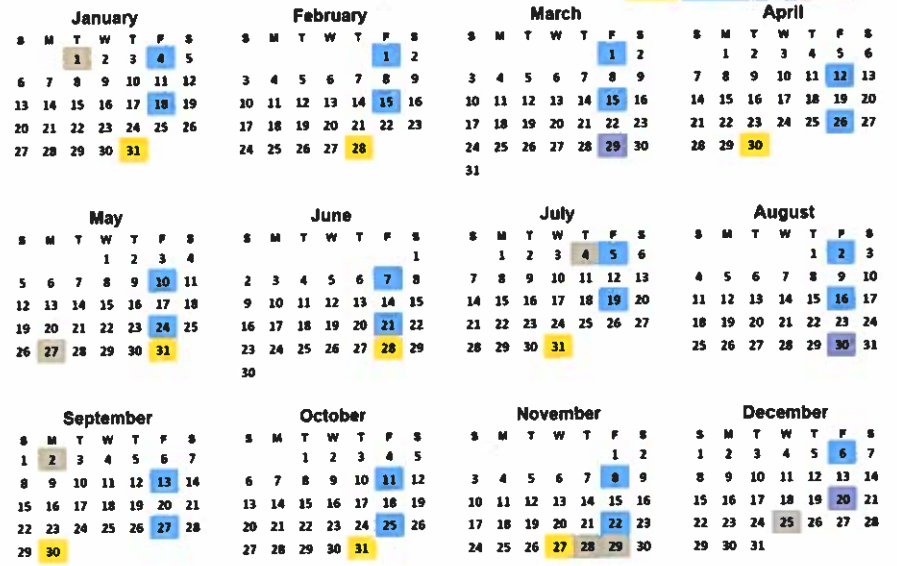 January
S M T W T F S
1 2 3 4 5
6 7 8 9 10 11 12
13 14 15 16 17 18 19
20 21 22 23 24 25 26
27 28 29 30 31
February
S M T W T F S
1 2
3 4 5 6 7 8 9
10 11 12 13 14 15 16
17 18 19 20 21 22 23
24 25 26 27 28
March
S M T W T F S
1 2
3 4 5 6 7 8 9
10 11 12 13 14 15 16
17 18 19 20 21 22 23
24 25 26 27 28 29 30
31
April
S M T W T F S
1 2 3 4 5 6
7 8 9 10 11 12 13
14 15 16 17 18 19 20
21 22 23 24 25 26 27
28 29 30
May
S M T W T F S
1 2 3 4
5 6 7 8 9 10 11
12 13 14 15 16 17 18
19 20 21 22 23 24 25
26 27 28 29 30 31
June
S M T W T F S
1
2 3 4 5 6 7 8
9 10 11 12 13 14 15
16 17 18 19 20 21 22
23 24 25 26 27 28 29
30
July
S M T W T F S
1 2 3 4 5 6
7 8 9 10 11 12 13
14 15 16 17 18 19 20
21 22 23 24 25 26 27
28 29 30 31
August
S M T W T F S
1 2 3
4 5 6 7 8 9 10
11 12 13 14 15 16 17
18 19 20 21 22 23 24
25 26 27 28 29 30 31
September
S M T W T F S
1 2 3 4 5 6 7
8 9 10 11 12 13 14
15 16 17 18 19 20 21
22 23 24 25 26 27 28
29 30
October
S M T W T F S
1 2 3 4 5
6 7 8 9 10 11 12
13 14 15 16 17 18 19
20 21 22 23 24 25 26
27 28 29 30 31
November
S M T W T F S
1 2
3 4 5 6 7 8 9
10 11 12 13 14 15 16
17 18 19 20 21 22 23
24 25 26 27 28 29 30
December
S M T W T F S
1 2 3 4 5 6 7
8 9 10 11 12 13 14
15 16 17 18 19 20 21
22 23 24 25 26 27 28
29 30 31